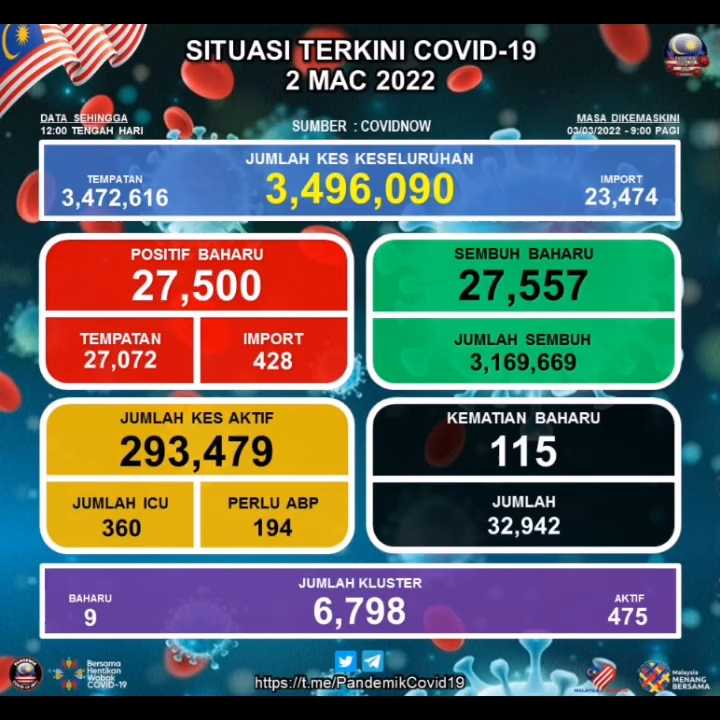 SITUASI TERKINI COVID-19
2 MAC 2022
DATA SEHINGGA
12:00 TENGAH HARI
SUMBER : COVIDNOW
MASA DIKEMASKINI
03/03/2022 - 9:00 PAGI
JUMLAH KES KESELURUHAN
3,496,090
TEMPATAN
3,472,616
IMPORT
23,474
POSITIF BAHARU
27,500
TEMPATAN
27,072
IMPORT
428
SEMBUH BAHARU
27,557
JUMLAH SEMBUH
3,169,669
JUMLAH KES AKTIF
293,479
JUMLAH ICU
360
PERLU ABP
194
KEMATIAN BAHARU
115
JUMLAH
32,942
JUMLAH KLUSTER
6,798
BAHARU
9
AKTIF
475
Bersama
Hentikan
Wabak
COVID-19
https://t.me/PandemikCovid19
Malaysia
MENANG
BERSAMA